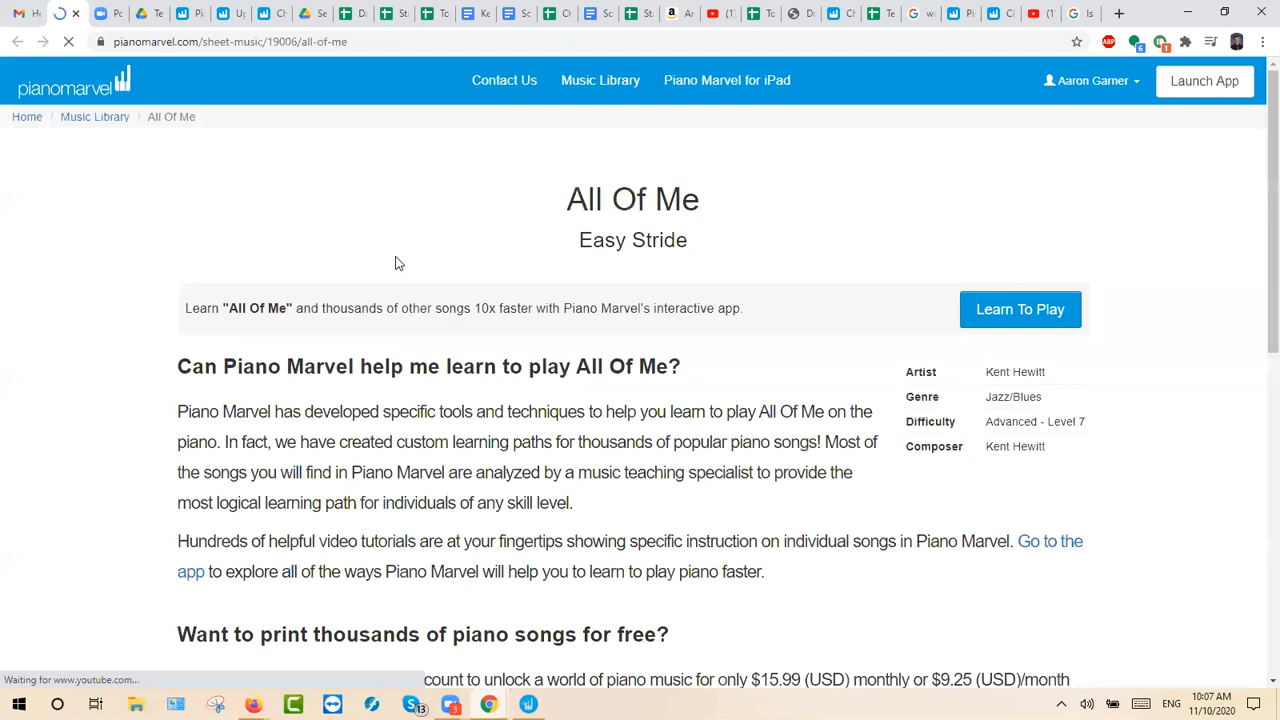 pianomarvel.com/sheet-music/19006/all-of-me
pianomarvel
Contact Us
Music Library
Piano Marvel for iPad
Aaron Garner
Launch App
Home / Music Library / All Of Me
All Of Me
Easy Stride
Learn "All Of Me" and thousands of other songs 10x faster with Piano Marvel's interactive app.
Learn To Play
Can Piano Marvel help me learn to play All Of Me?
Piano Marvel has developed specific tools and techniques to help you learn to play All Of Me on the
piano. In fact, we have created custom learning paths for thousands of popular piano songs! Most of
the songs you will find in Piano Marvel are analyzed by a music teaching specialist to provide the
most logical learning path for individuals of any skill level.
Artist Kent Hewitt
Genre Jazz/Blues
Difficulty Advanced - Level 7
Composer Kent Hewitt
Hundreds of helpful video tutorials are at your fingertips showing specific instruction on individual songs in Piano Marvel. Go to the
app to explore all of the ways Piano Marvel will help you to learn to play piano faster.
Want to print thousands of piano songs for free?
count to unlock a world of piano music for only $15.99 (USD) monthly or $9.25 (USD)/month
Waiting for www.youtube.com...
ENG
10:07 AM
11/10/2020